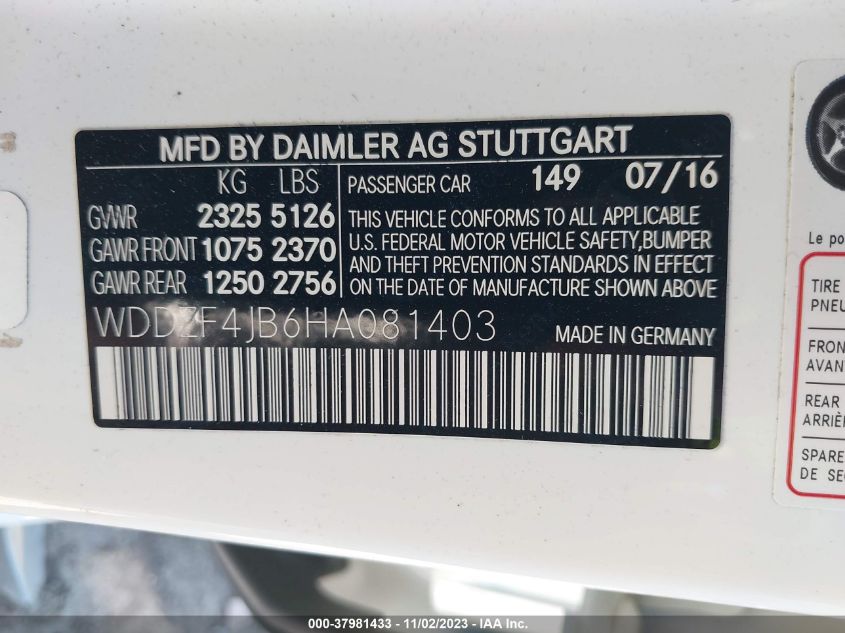 MFD BY DAIMLER AG STUTTGART
KG LBS
GVWR 2325 5126
GAWR FRONT 1075 2370
GAWR REAR 1250 2756
PASSENGER CAR 149 07/16
THIS VEHICLE CONFORMS TO ALL APPLICABLE
U.S. FEDERAL MOTOR VEHICLE SAFETY,BUMPER
AND THEFT PREVENTION STANDARDS IN EFFECT
ON THE DATE OF MANUFACTURE SHOWN ABOVE
WDDZF4JB6HA081403
MADE IN GERMANY
Le po
TIRE
PNEU
FRON
AVAN
REAR
ARRIÈR
SPARE
DE SEC
000-37981433 - 11/02/2023 - IAA Inc.